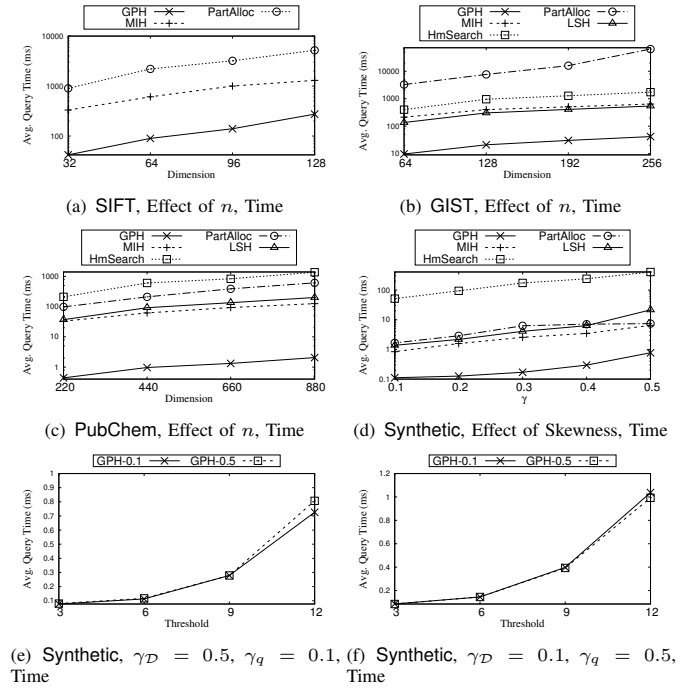 GPH
MIH
PartAlloc
Avg. Query Time (ms)
10000
1000
100
32 64 96 128
Dimension
(a) SIFT, Effect of n, Time
GPH
MIH
HmSearch
PartAlloc
LSH
Avg. Query Time (ms)
10000
1000
100
10
64 128 192 256
Dimension
(b) GIST, Effect of n, Time
GPH
MIH
HmSearch
PartAlloc
LSH
Avg. Query Time (ms)
1000
100
10
1
220 440 660 880
Dimension
(c) PubChem, Effect of n, Time
GPH
MIH
HmSearch
PartAlloc
LSH
Avg. Query Time (ms)
100
10
1
0.1
0.1 0.2 0.3 0.4 0.5
γ
(d) Synthetic, Effect of Skewness, Time
GPH-0.1 GPH-0.5
Avg. Query Time (ms)
1
0.9
0.8
0.7
0.6
0.5
0.4
0.3
0.2
0.1
3 6 9 12
Threshold
(e) Synthetic, γD = 0.5, γq = 0.1,
Time
GPH-0.1 GPH-0.5
Avg. Query Time (ms)
1.2
1
0.8
0.6
0.4
0.2
3 6 9 12
Threshold
(f) Synthetic, γD = 0.1, γq = 0.5,
Time